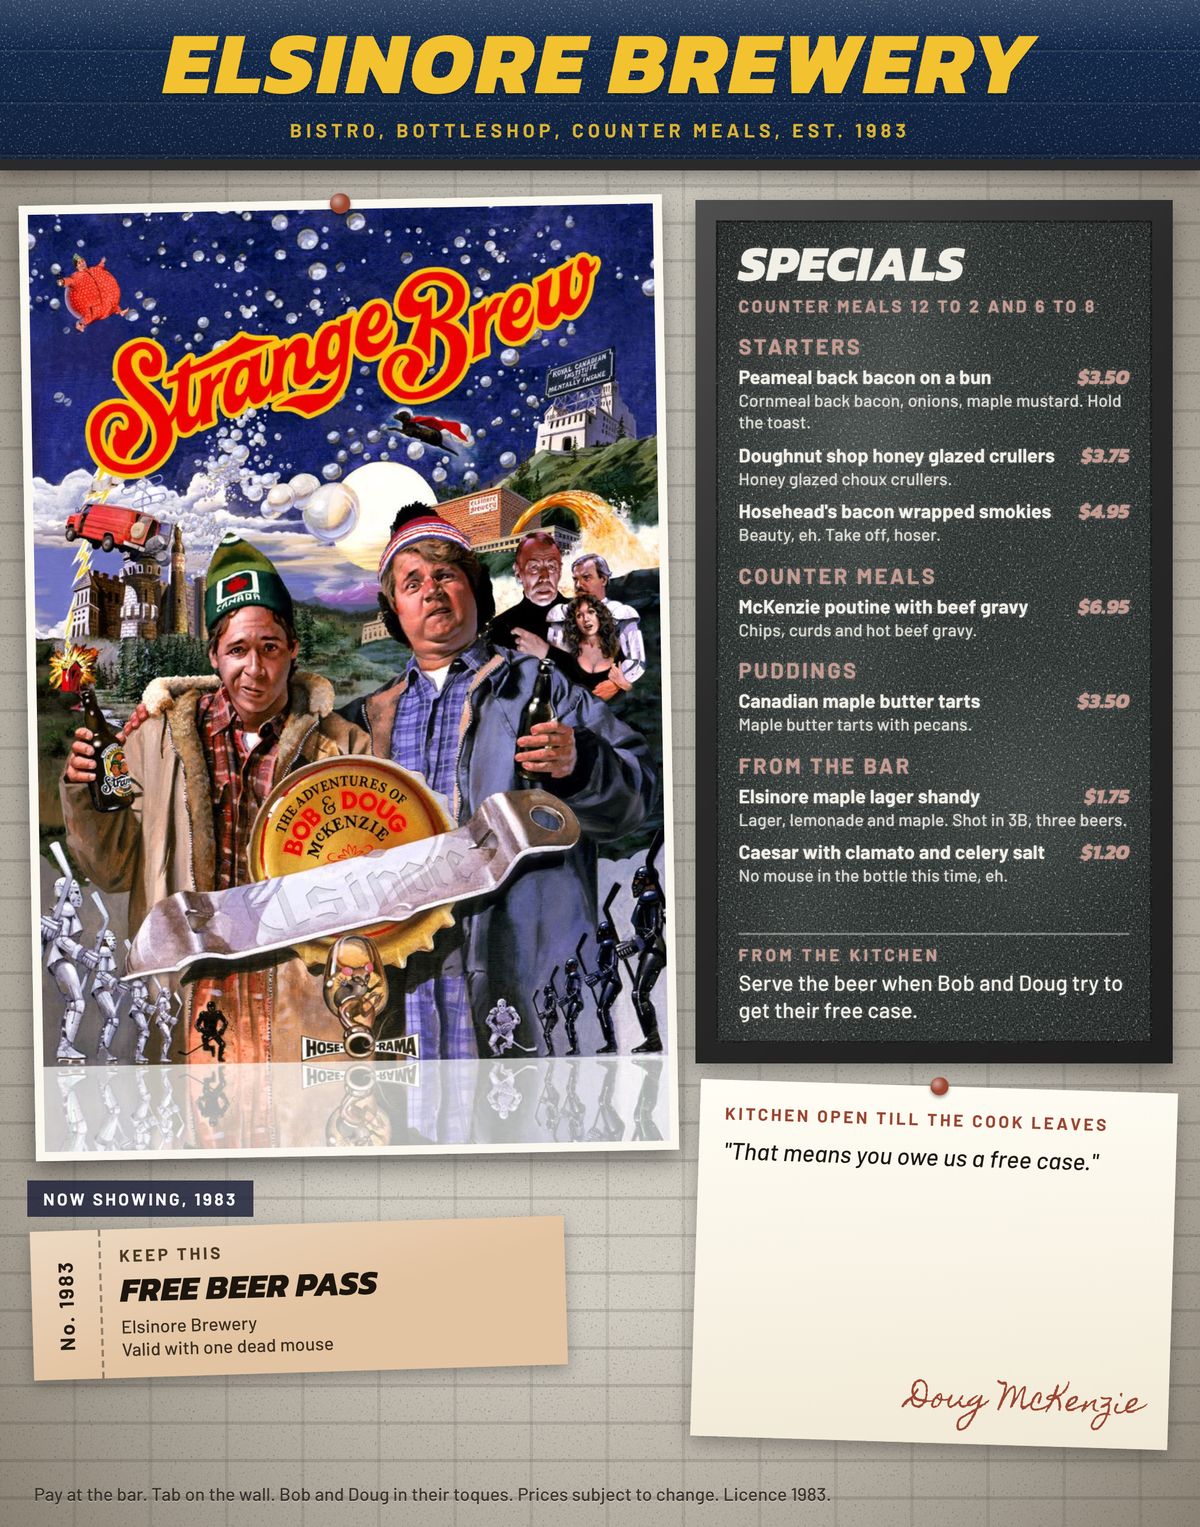 ELSINORE BREWERY
BISTRO, BOTTLESHOP, COUNTER MEALS, EST. 1983
Strange Brew
ROYAL CANADIAN
INSTITUTE
FOR THE
MENTALLY INSANE
elsinore
brewery
CANADA
THE ADVENTURES OF
BOB & DOUG
McKENZIE
Elsinore
HOSE-O-RAMA
NOW SHOWING, 1983
No. 1983
KEEP THIS
FREE BEER PASS
Elsinore Brewery
Valid with one dead mouse
SPECIALS
COUNTER MEALS 12 TO 2 AND 6 TO 8
STARTERS
Peameal back bacon on a bun $3.50
Cornmeal back bacon, onions, maple mustard. Hold
the toast.
Doughnut shop honey glazed crullers $3.75
Honey glazed choux crullers.
Hosehead's bacon wrapped smokies $4.95
Beauty, eh. Take off, hoser.
COUNTER MEALS
McKenzie poutine with beef gravy $6.95
Chips, curds and hot beef gravy.
PUDDINGS
Canadian maple butter tarts $3.50
Maple butter tarts with pecans.
FROM THE BAR
Elsinore maple lager shandy $1.75
Lager, lemonade and maple. Shot in 3B, three beers.
Caesar with clamato and celery salt $1.20
No mouse in the bottle this time, eh.
FROM THE KITCHEN
Serve the beer when Bob and Doug try to
get their free case.
KITCHEN OPEN TILL THE COOK LEAVES
"That means you owe us a free case."
Doug McKenzie
Pay at the bar. Tab on the wall. Bob and Doug in their toques. Prices subject to change. Licence 1983.